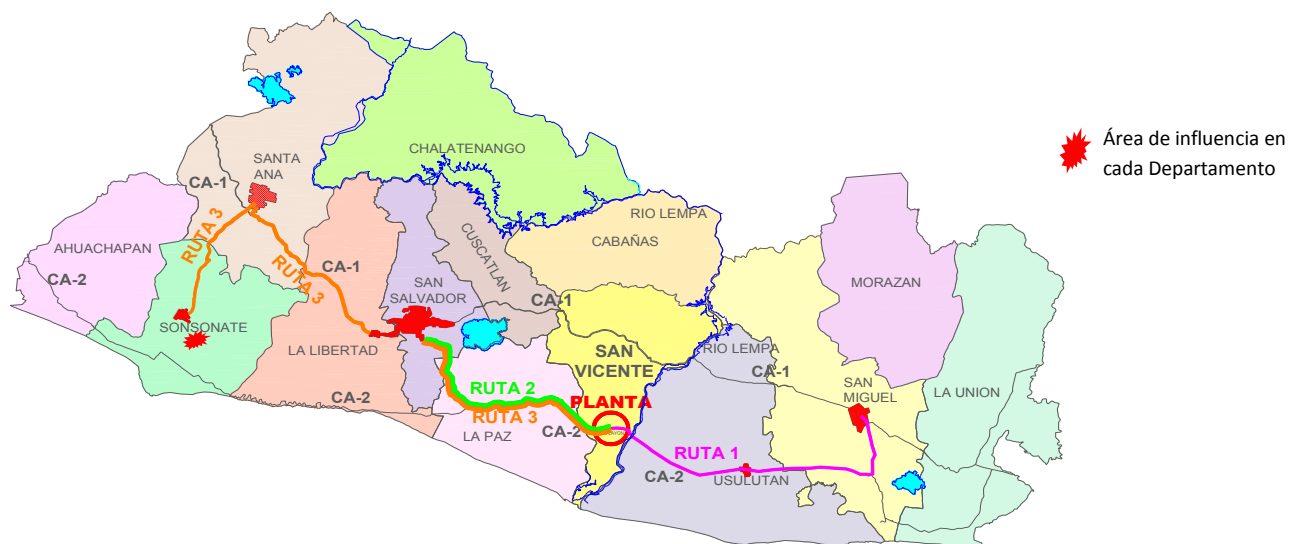 Área de influencia en
cada Departamento
CHALATENANGO
SANTA
ANA
CA-1
RIO LEMPA
CABAÑAS
CUSCATLAN
AHUACHAPAN
RUTA 3
CA-2
CA-1
RUTA 3
SAN
SALVADOR
CA-1
MORAZAN
SONSONATE
LA LIBERTAD
SAN
VICENTE
RIO LEMPA
CA-1
SAN
MIGUEL
LA UNION
CA-2
RUTA 2
RUTA 3
PLANTA
CA-2
LA PAZ
RUTA 1
CA-2
USULUTAN